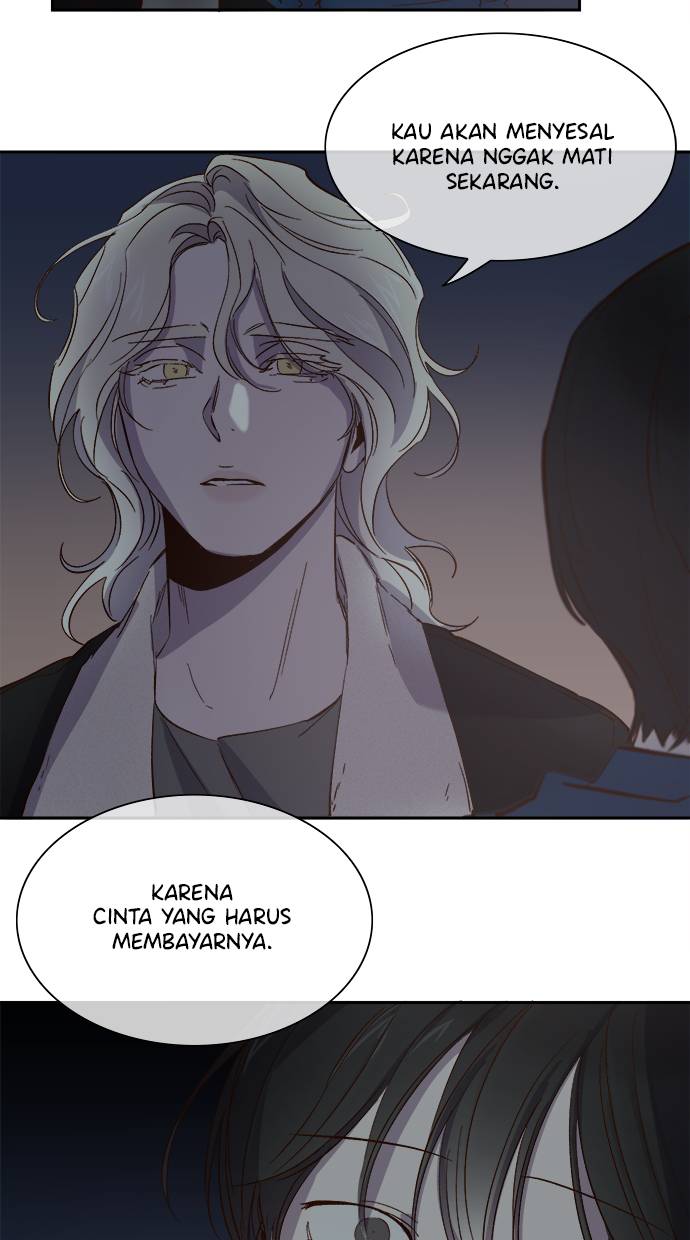 KAU AKAN MENYESAL
KARENA NGGAK MATI
SEKARANG.
KARENA
CINTA YANG HARUS
MEMBAYARNYA.